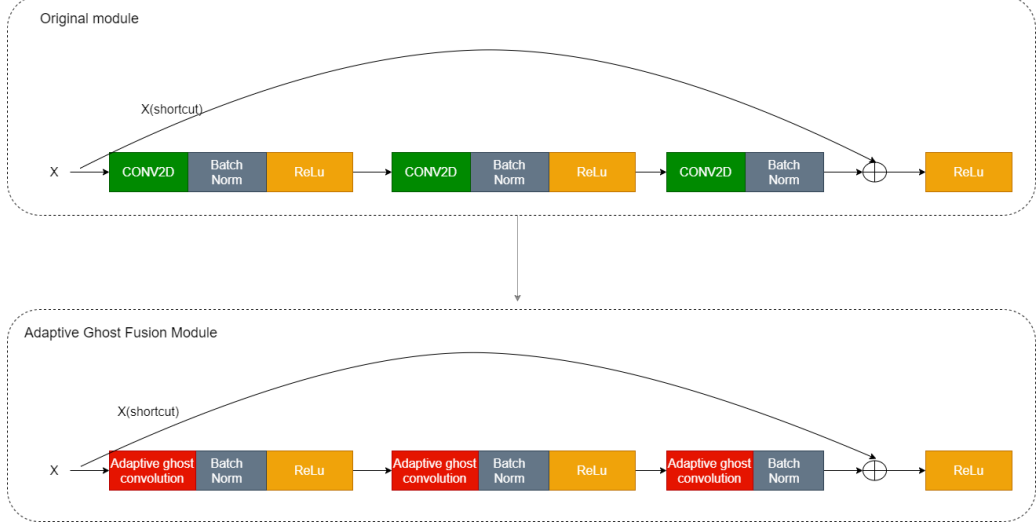 Original module
X(shortcut)
X
CONV2D
Batch
Norm
ReLu
CONV2D
Batch
Norm
ReLu
CONV2D
Batch
Norm
ReLu
Adaptive Ghost Fusion Module
X(shortcut)
X
Adaptive ghost
convolution
Batch
Norm
ReLu
Adaptive ghost
convolution
Batch
Norm
ReLu
Adaptive ghost
convolution
Batch
Norm
ReLu